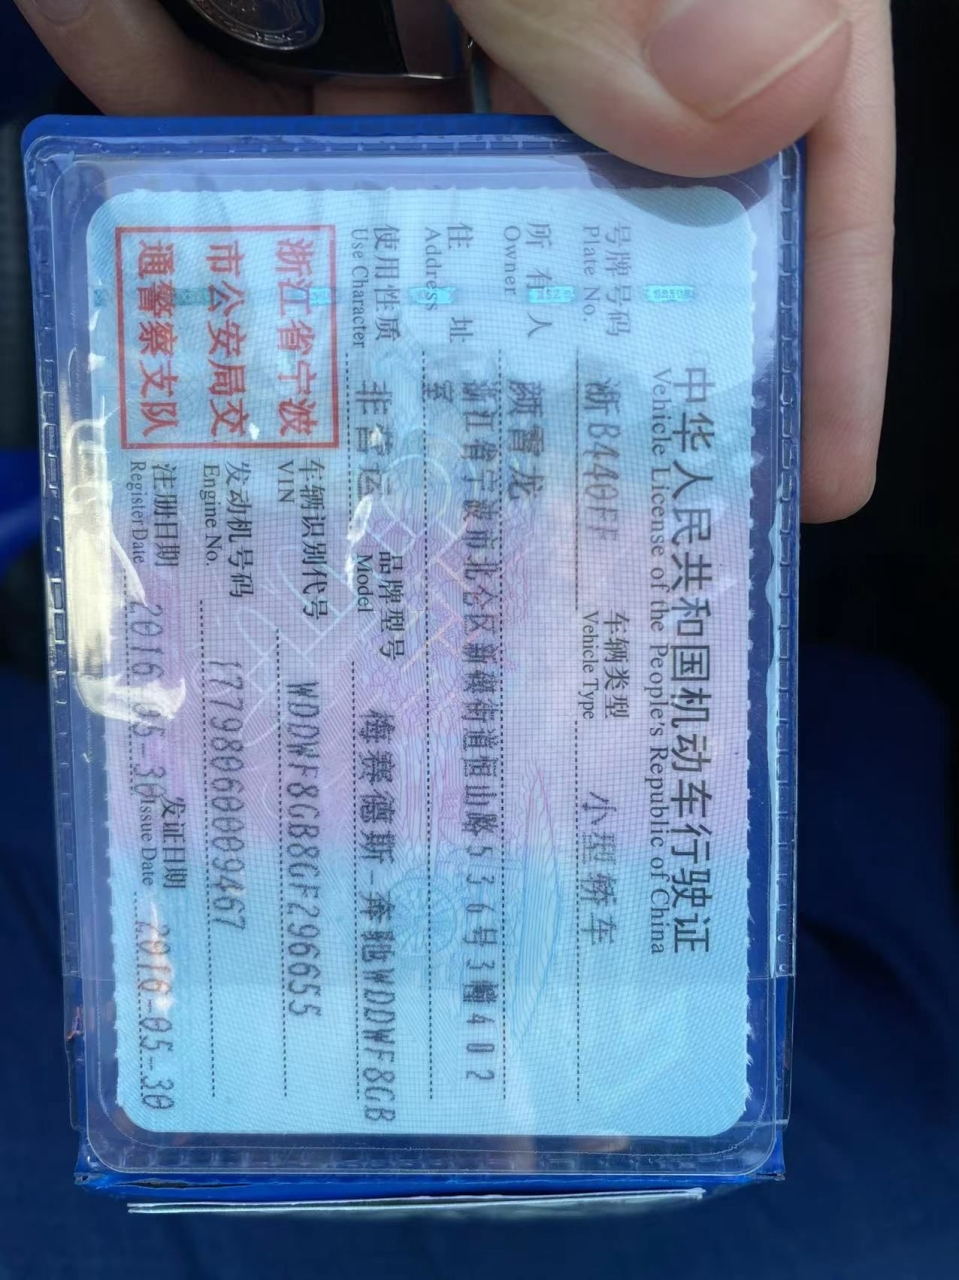 中华人民共和国机动车行驶证
Vehicle License of the People's Republic of China
号牌号码 浙B440FF 车辆类型 小型轿车
Plate No. Vehicle Type
所有人 颜雪龙
Owner
住址 浙江省宁波市北仑区新碶街道恒山路536号3幢402
Address 室
使用性质 非营运 品牌型号 梅赛德斯-奔驰WDDWF8GB
Use Character Model
浙江省宁波
市公安局交
通警察支队
车辆识别代号 WDDWF8GB8GF296655
VIN
发动机号码 17798060009467
Engine No.
注册日期 2016-05-30 发证日期 2016-05-30
Register Date Issue Date